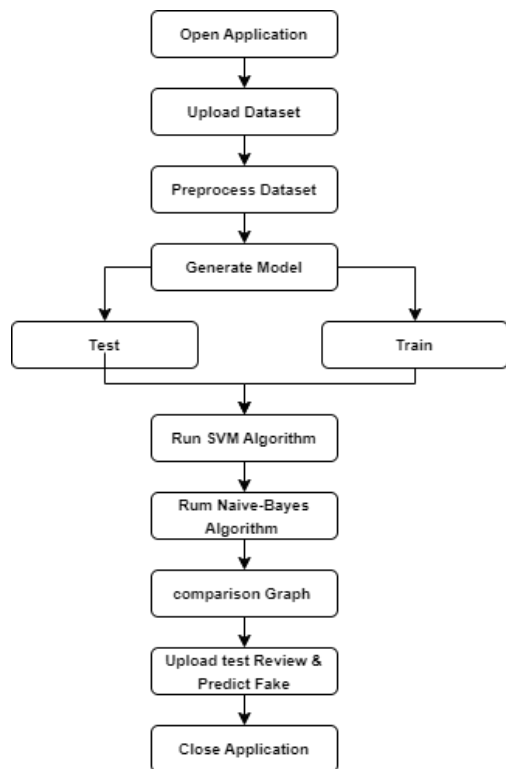 Open Application
Upload Dataset
Preprocess Dataset
Generate Model
Test
Train
Run SVM Algorithm
Rum Naive-Bayes
Algorithm
comparison Graph
Upload test Review &
Predict Fake
Close Application